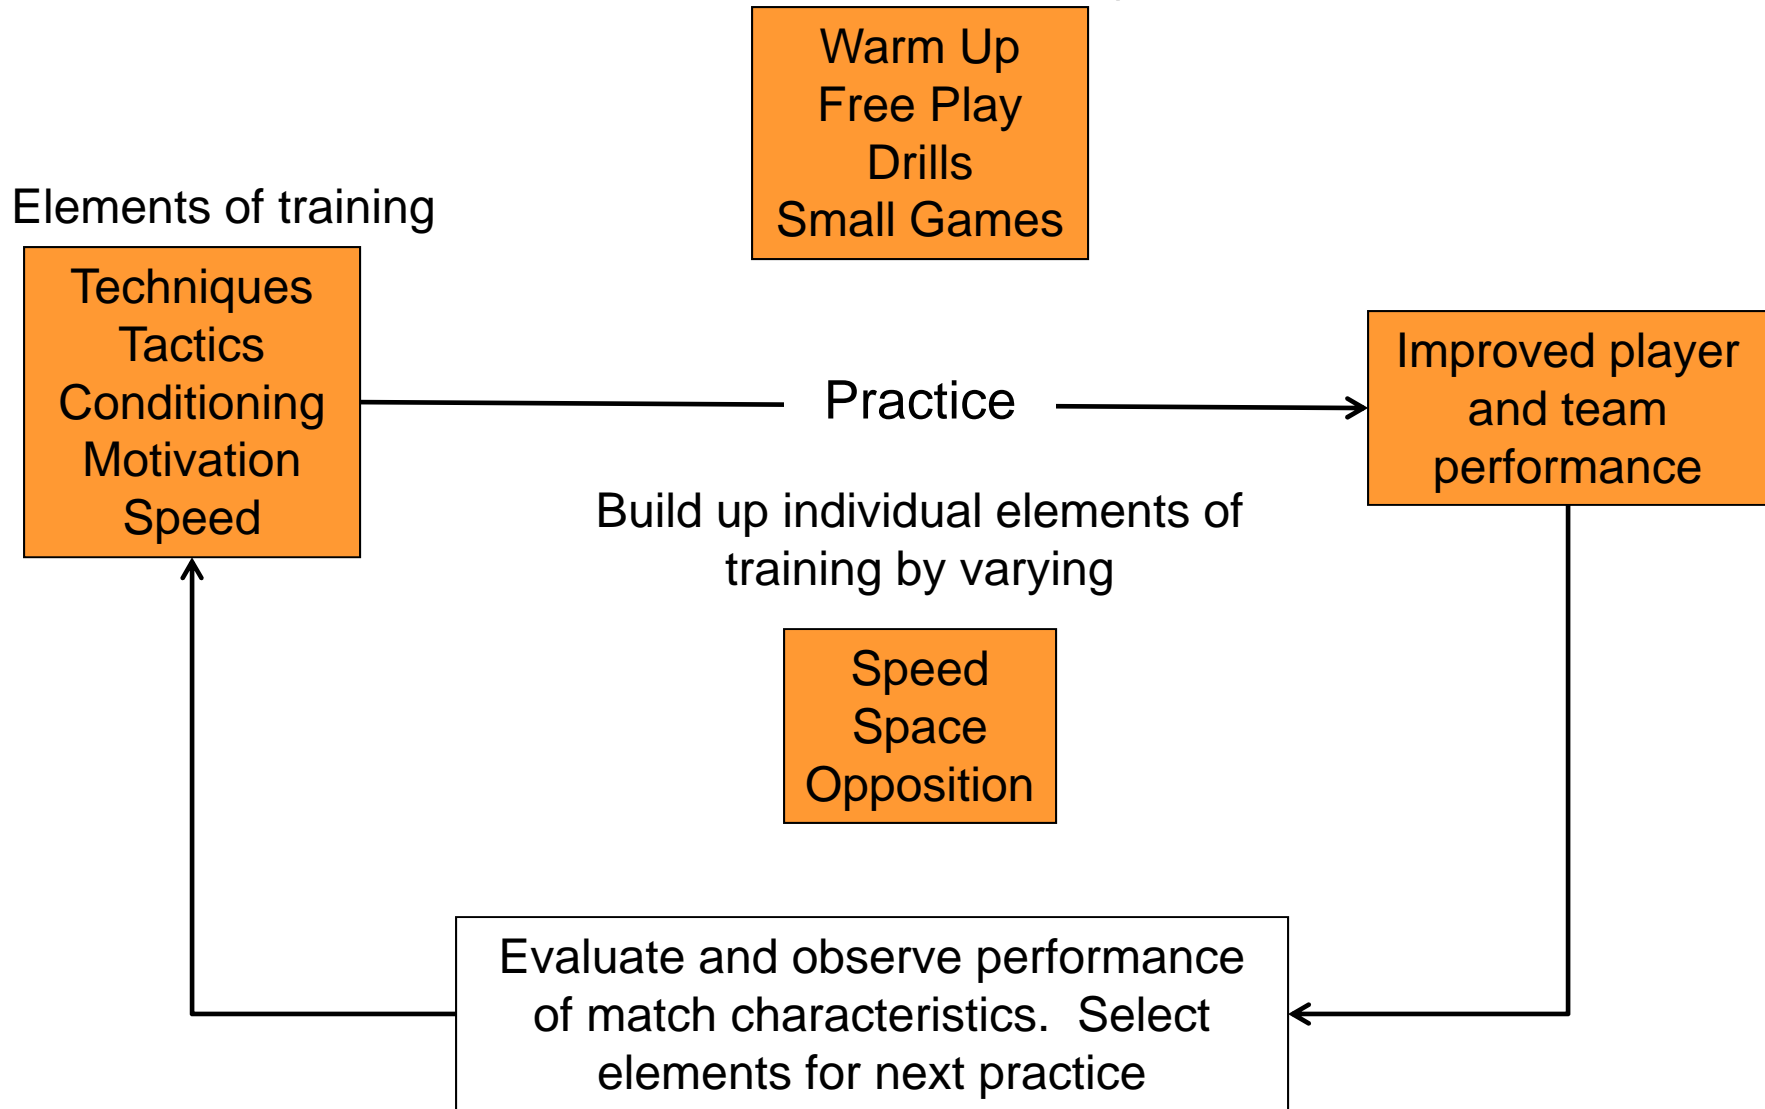 Warm Up
Free Play
Drills
Small Games
Elements of training
Techniques
Tactics
Conditioning
Motivation
Speed
Practice
Improved player
and team
performance
Build up individual elements of
training by varying
Speed
Space
Opposition
Evaluate and observe performance
of match characteristics.  Select
elements for next practice